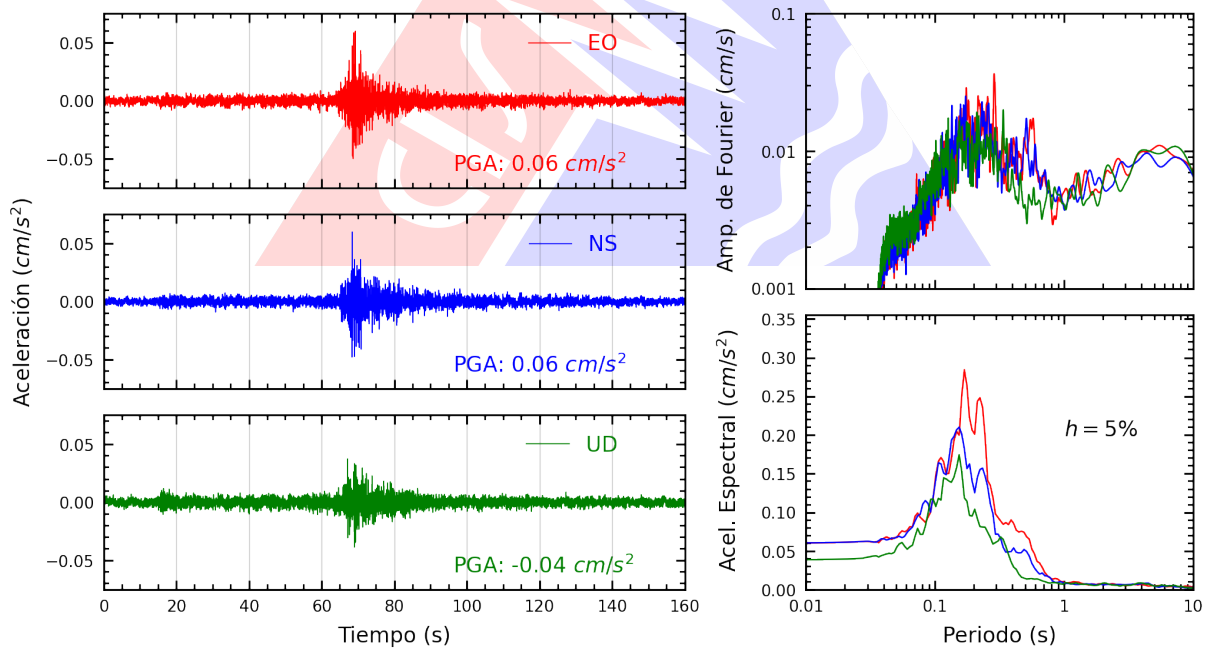 Aceleración (cm/s²)
0.05
0.00
−0.05
EO
PGA: 0.06 cm/s²
0.05
0.00
−0.05
NS
PGA: 0.06 cm/s²
0.05
0.00
−0.05
UD
PGA: -0.04 cm/s²
0 20 40 60 80 100 120 140 160
Tiempo (s)
Amp. de Fourier (cm/s)
0.1
0.01
0.001
Acel. Espectral (cm/s²)
0.35
0.30
0.25
0.20
0.15
0.10
0.05
0.00
h = 5%
0.01 0.1 1 10
Periodo (s)